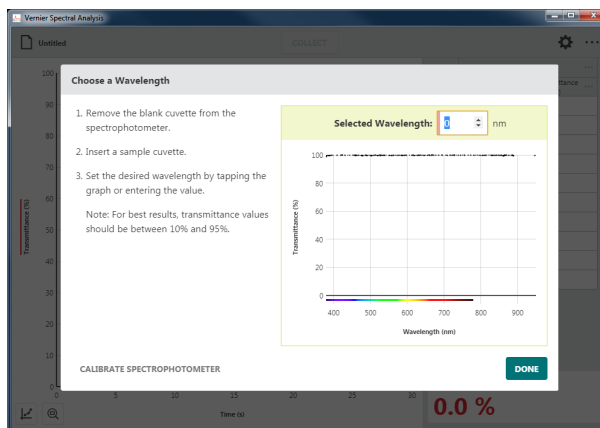 Vernier Spectral Analysis
Untitled
COLLECT
Choose a Wavelength
1. Remove the blank cuvette from the
spectrophotometer.
2. Insert a sample cuvette.
3. Set the desired wavelength by tapping the
graph or entering the value.
Note: For best results, transmittance values
should be between 10% and 95%.
Selected Wavelength: 0 nm
100
80
60
40
20
0
Transmittance (%)
400 500 600 700 800 900
Wavelength (nm)
CALIBRATE SPECTROPHOTOMETER
DONE
100
90
80
70
60
50
40
30
20
10
0
Transmittance (%)
0 5 10 15 20 25 30
Time (s)
0.0 %